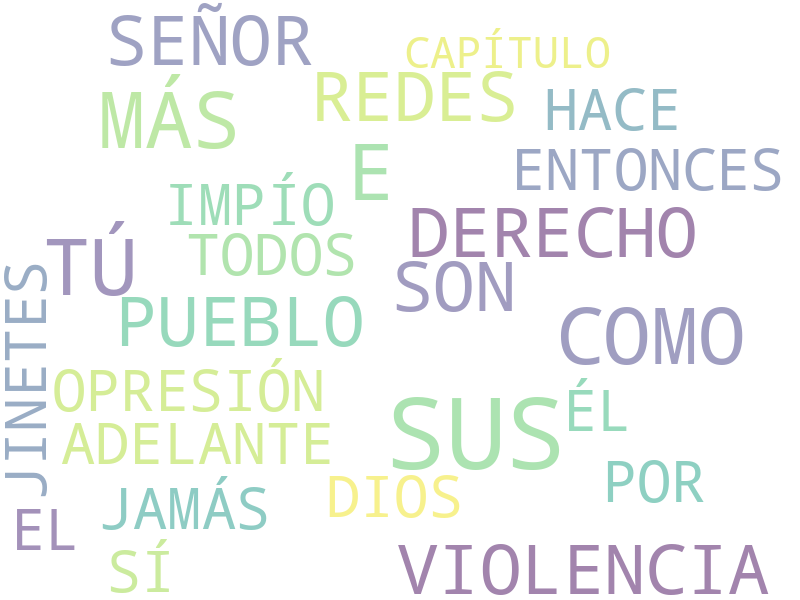 SEÑOR
CAPÍTULO
REDES
MÁS
HACE
E
ENTONCES
IMPÍO
DERECHO
TODOS
TÚ
SON
PUEBLO
COMO
JINETES
OPRESIÓN
SUS
ÉL
ADELANTE
DIOS
POR
JAMÁS
EL
SÍ
VIOLENCIA